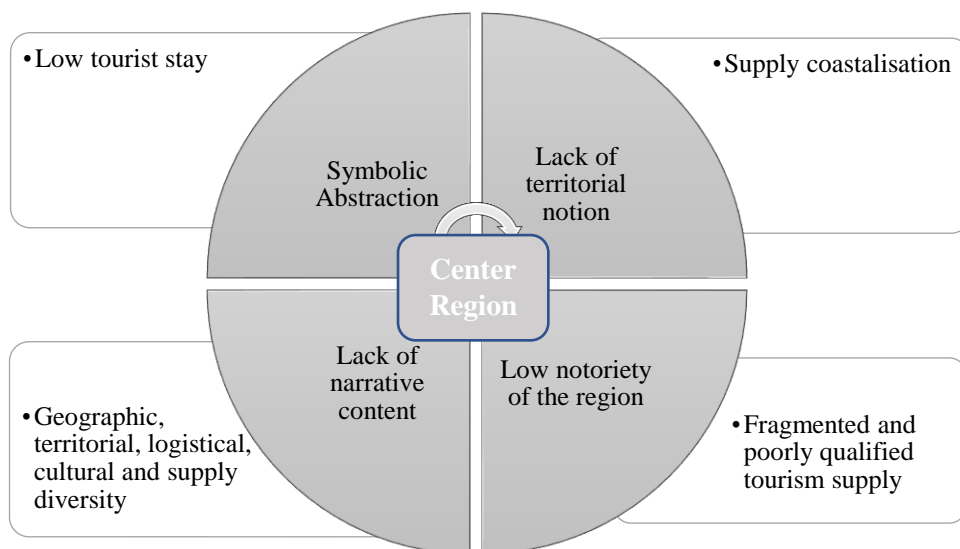 •Low tourist stay
•Supply coastalisation
Symbolic
Abstraction
Lack of
territorial
notion
Center
Region
Lack of
narrative
content
Low notoriety
of the region
•Geographic,
territorial, logistical,
cultural and supply
diversity
•Fragmented and
poorly qualified
tourism supply